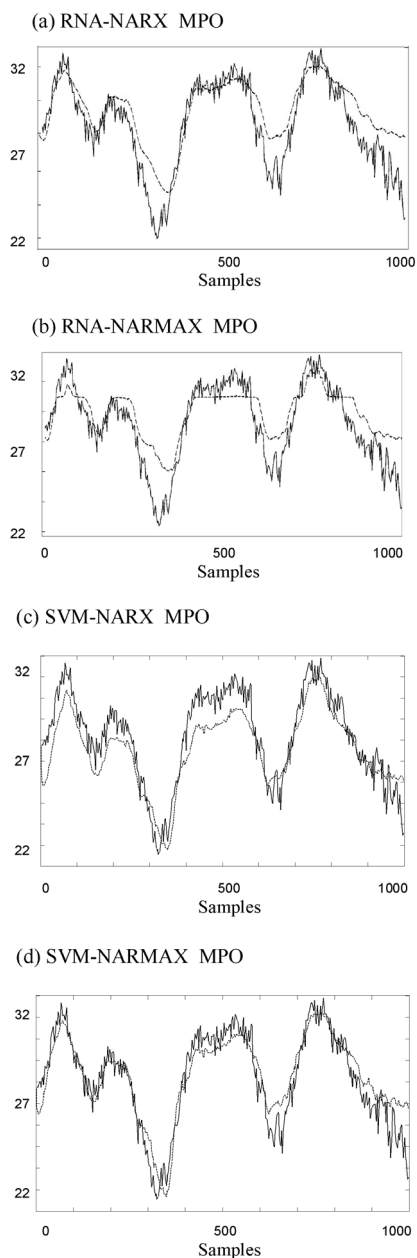 (a) RNA-NARX MPO
32
27
22
0 500 1000
Samples
(b) RNA-NARMAX MPO
32
27
22
0 500 1000
Samples
(c) SVM-NARX MPO
32
27
22
0 500 1000
Samples
(d) SVM-NARMAX MPO
32
27
22
0 500 1000
Samples